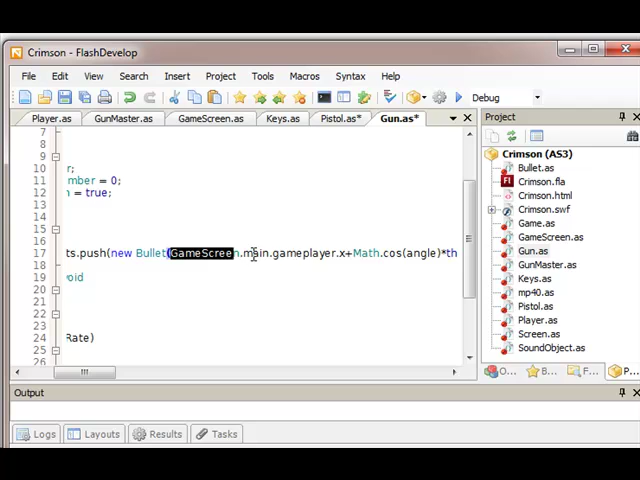 Crimson - FlashDevelop
File Edit View Search Insert Project Tools Macros Syntax Help
Debug
Player.as GunMaster.as GameScreen.as Keys.as Pistol.as* Gun.as*
7
8
9
10 r;
11 mber = 0;
12 n = true;
13
14
15
16
17 ts.push(new Bullet(GameScreen.main.gameplayer.x+Math.cos(angle)*th
18
19 void
20
21
22
23
24 Rate)
25
26
Project
Crimson (AS3)
Bullet.as
Crimson.fla
Crimson.html
Crimson.swf
Game.as
GameScreen.as
Gun.as
GunMaster.as
Keys.as
mp40.as
Pistol.as
Player.as
Screen.as
SoundObject.as
O... B... F... P...
Output
Logs Layouts Results Tasks